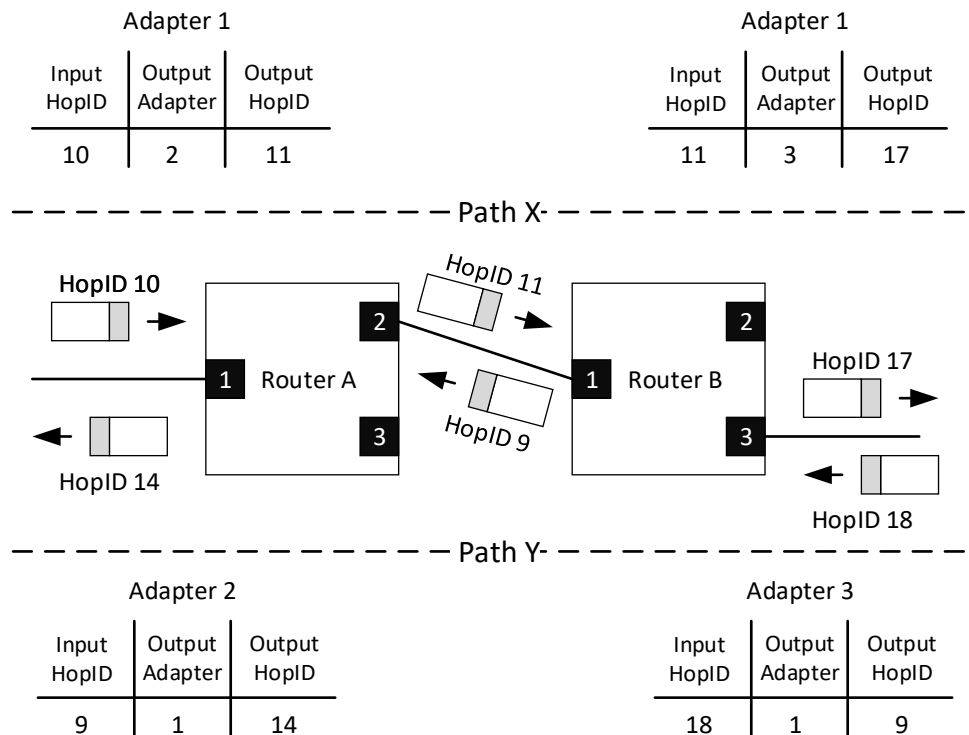 Adapter 1
Adapter 1
Input HopID Output Adapter Output HopID
10 2 11
Input HopID Output Adapter Output HopID
11 3 17
Path X
HopID 10
HopID 11
2
2
HopID 17
1 Router A
1 Router B
3
HopID 9
3
HopID 14
HopID 18
Path Y
Adapter 2
Adapter 3
Input HopID Output Adapter Output HopID
9 1 14
Input HopID Output Adapter Output HopID
18 1 9